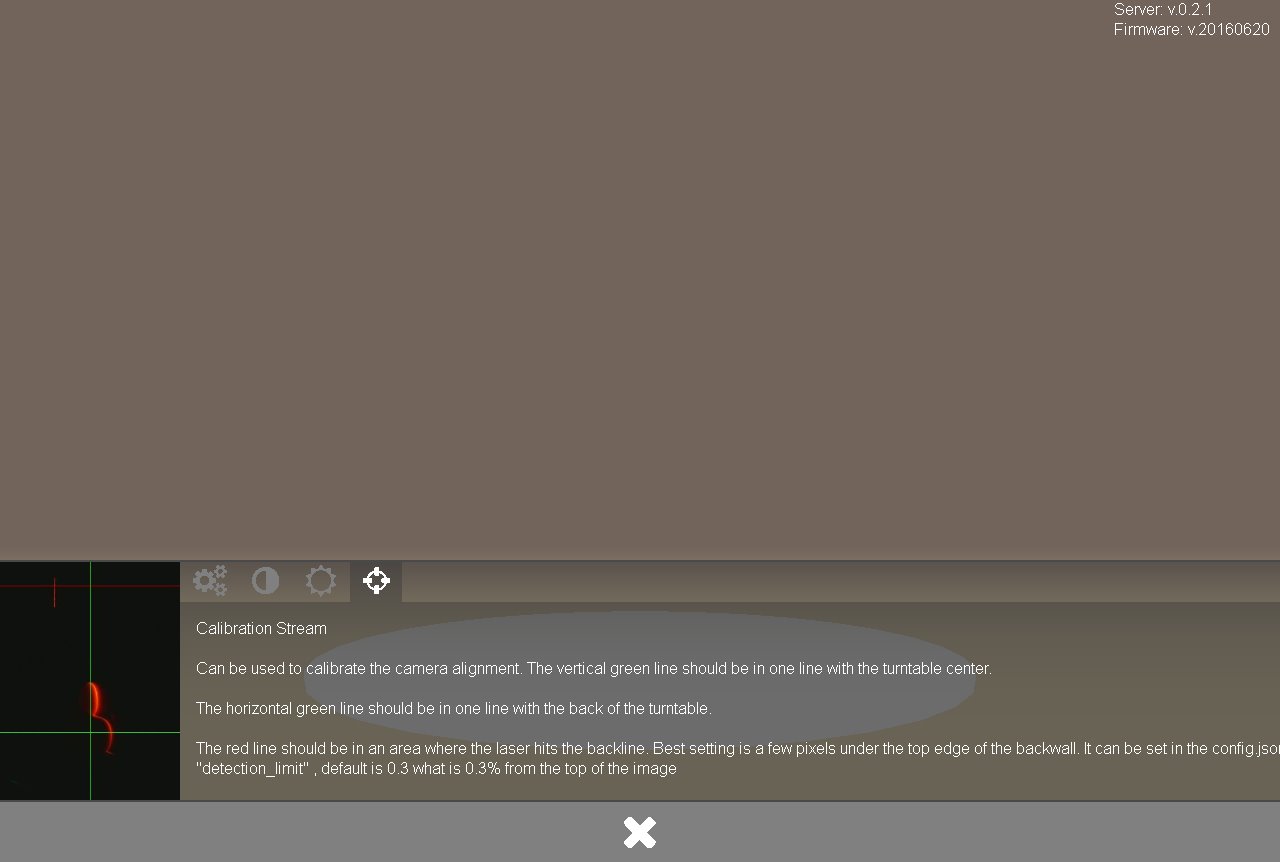 Server: v.0.2.1
Firmware: v.20160620
Calibration Stream
Can be used to calibrate the camera alignment. The vertical green line should be in one line with the turntable center.
The horizontal green line should be in one line with the back of the turntable.
The red line should be in an area where the laser hits the backline. Best setting is a few pixels under the top edge of the backwall. It can be set in the config.json
"detection_limit" , default is 0.3 what is 0.3% from the top of the image